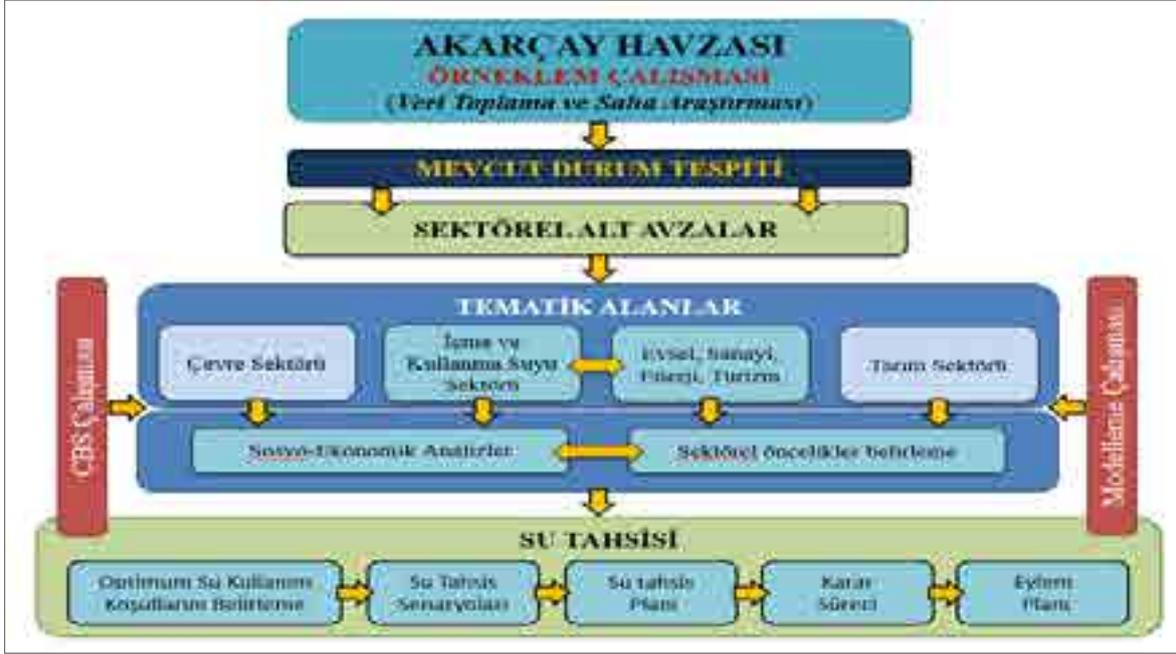 AKARÇAY HAVZASI
ÖRNEKLEM ÇALIŞMASI
(Veri Toplama ve Saha Araştırması)
MEVCUT DURUM TESPİTİ
SEKTÖREL ALT AVZALAR
TEMATİK ALANLAR
Çevre Sektörü
İçme ve
Kullanma Suyu
Sektörü
Evsel, Sanayi,
Enerji, Turizm
Tarım Sektörü
CBS Çalışması
Modelleme Çalışması
Sosyo-Ekonomik Analizler
Sektörel öncelikler belirleme
SU TAHSİSİ
Optimum Su Kullanım
Koşullarını Belirleme
Su Tahsis
Senaryoları
Su tahsis
Planı
Karar
Süreci
Eylem
Planı